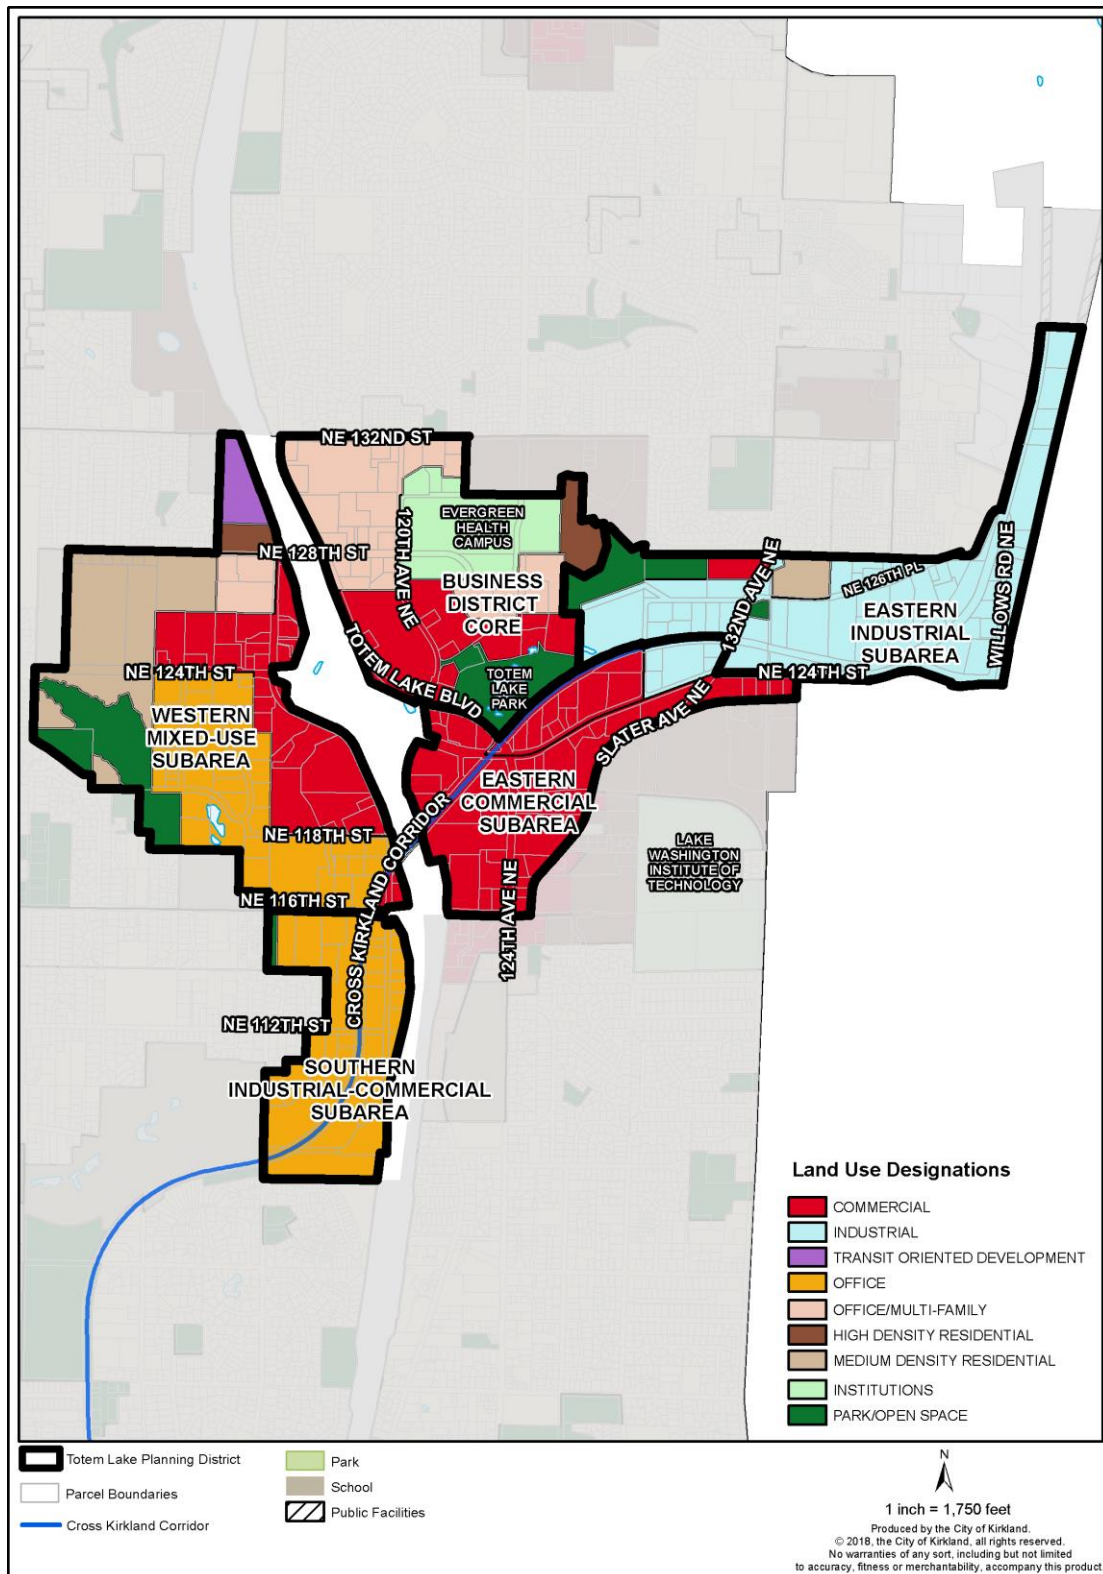 NE 132ND ST
120TH AVE NE
EVERGREEN
HEALTH
CAMPUS
NE 128TH ST
BUSINESS
DISTRICT
CORE
132ND AVE NE
NE 126TH PL
WILLOWS RD NE
EASTERN
INDUSTRIAL
SUBAREA
NE 124TH ST
NE 124TH ST
TOTEM LAKE BLVD
TOTEM
LAKE
PARK
SLATER AVE NE
WESTERN
MIXED-USE
SUBAREA
EASTERN
COMMERCIAL
SUBAREA
NE 118TH ST
CROSS KIRKLAND CORRIDOR
LAKE
WASHINGTON
INSTITUTE OF
TECHNOLOGY
NE 116TH ST
124TH AVE NE
NE 112TH ST
SOUTHERN
INDUSTRIAL-COMMERCIAL
SUBAREA
Land Use Designations
COMMERCIAL
INDUSTRIAL
TRANSIT ORIENTED DEVELOPMENT
OFFICE
OFFICE/MULTI-FAMILY
HIGH DENSITY RESIDENTIAL
MEDIUM DENSITY RESIDENTIAL
INSTITUTIONS
PARK/OPEN SPACE
Totem Lake Planning District
Parcel Boundaries
Cross Kirkland Corridor
Park
School
Public Facilities
N
1 inch = 1,750 feet
Produced by the City of Kirkland.
© 2018, the City of Kirkland, all rights reserved.
No warranties of any sort, including but not limited
to accuracy, fitness or merchantability, accompany this product.